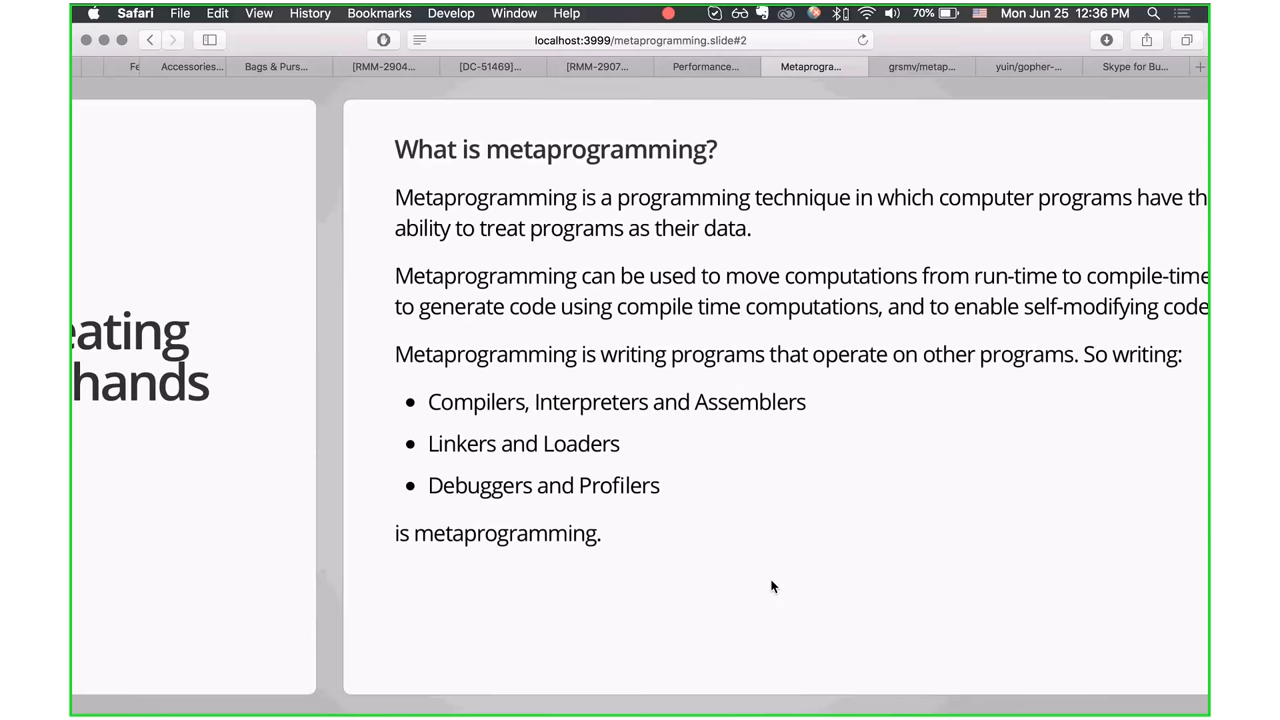 Safari File Edit View History Bookmarks Develop Window Help 70% Mon Jun 25 12:36 PM
localhost:3999/metaprogramming.slide#2
Fe Accessories... Bags & Purs... [RMM-2904... [DC-51469]... [RMM-2907... Performance... Metaprogra... grsmv/metap... yuin/gopher-... Skype for Bu...
eating
hands
What is metaprogramming?
Metaprogramming is a programming technique in which computer programs have th
ability to treat programs as their data.
Metaprogramming can be used to move computations from run-time to compile-time
to generate code using compile time computations, and to enable self-modifying code
Metaprogramming is writing programs that operate on other programs. So writing:
• Compilers, Interpreters and Assemblers
• Linkers and Loaders
• Debuggers and Profilers
is metaprogramming.